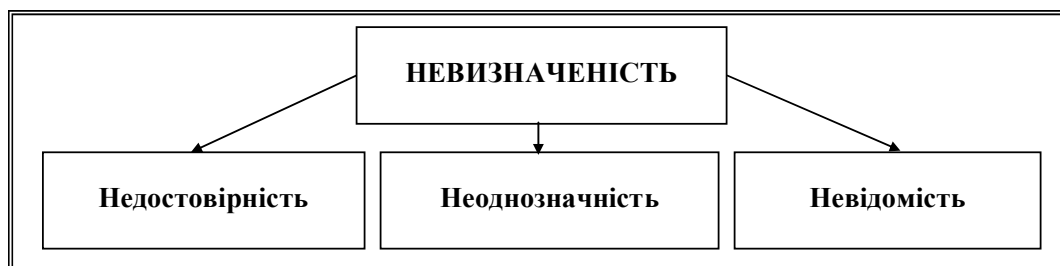 НЕВИЗНАЧЕНІСТЬ
Недостовірність
Неоднозначність
Невідомість